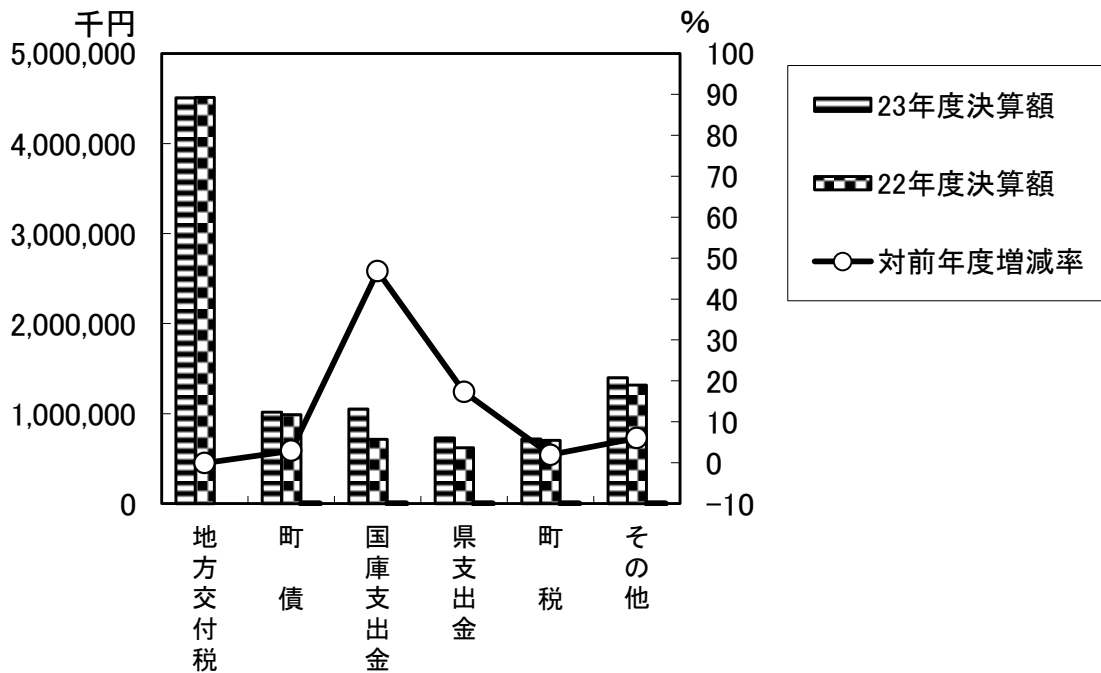 千円
%
5,000,000
4,000,000
3,000,000
2,000,000
1,000,000
0
100
90
80
70
60
50
40
30
20
10
0
-10
地方交付税
町債
国庫支出金
県支出金
町税
その他
23年度決算額
22年度決算額
対前年度増減率